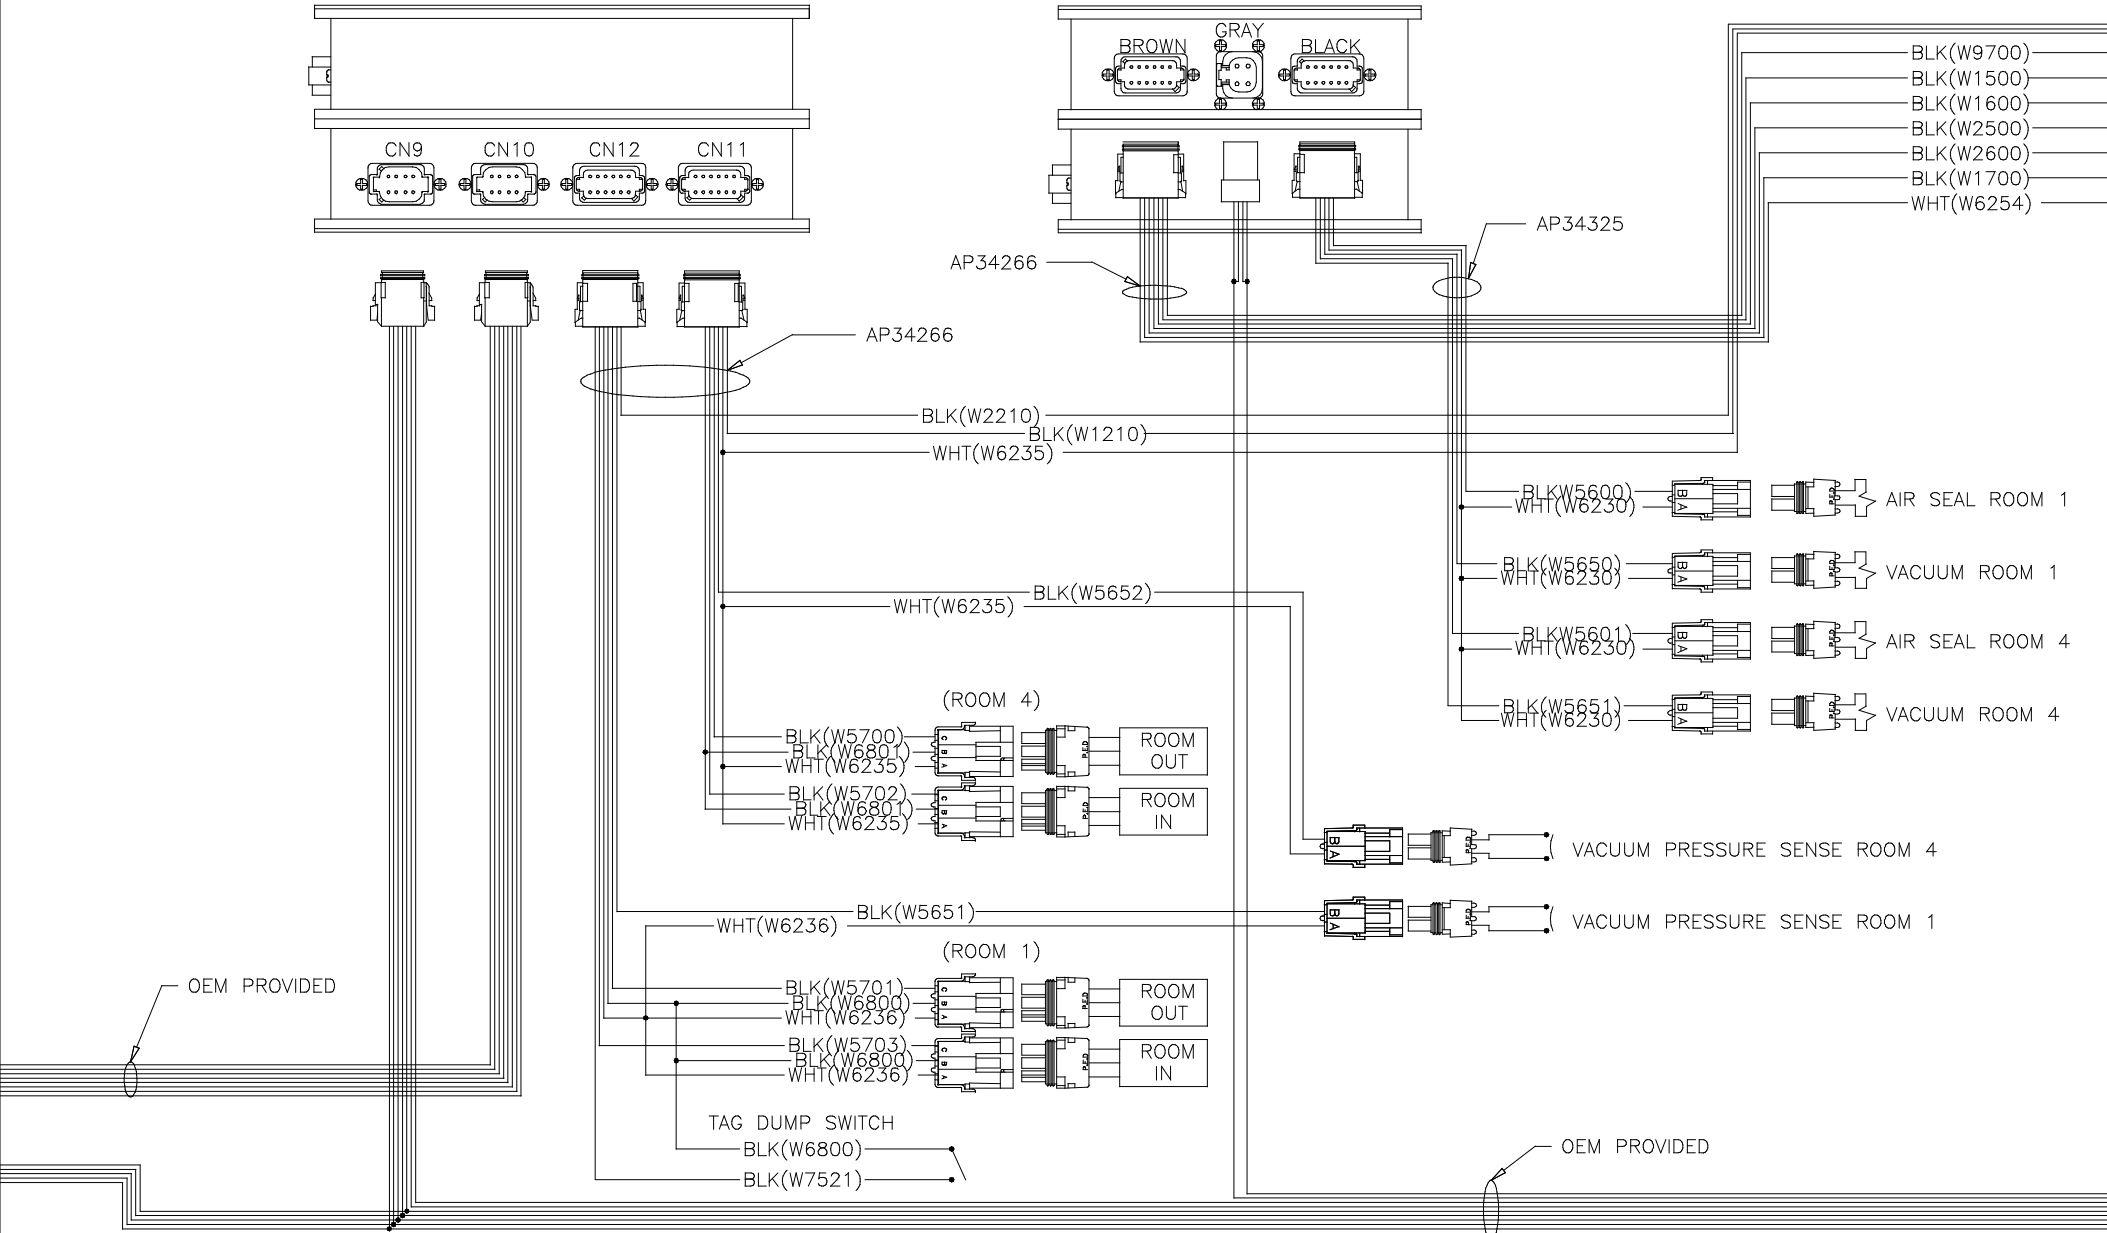 GRAY
BROWN
BLACK
CN9
CN10
CN12
CN11
BLK(W9700)
BLK(W1500)
BLK(W1600)
BLK(W2500)
BLK(W2600)
BLK(W1700)
WHT(W6254)
AP34325
AP34266
AP34266
BLK(W2210)
BLK(W1210)
WHT(W6235)
BLKW5600)
WHT(W6230)
B
A
P.E.D
AIR SEAL ROOM 1
BLK(W5650)
WHT(W6230)
B
A
P.E.D
VACUUM ROOM 1
BLK(W5652)
WHT(W6235)
BLKW5601)
WHT(W6230)
B
A
P.E.D
AIR SEAL ROOM 4
BLK(W5651)
WHT(W6230)
B
A
P.E.D
VACUUM ROOM 4
(ROOM 4)
BLK(W5700)
BLK(W6801)
WHT(W6235)
C
B
A
P.E.D
ROOM
OUT
BLK(W5702)
BLK(W6801)
WHT(W6235)
C
B
A
P.E.D
ROOM
IN
B
A
P.E.D
VACUUM PRESSURE SENSE ROOM 4
BLK(W5651)
WHT(W6236)
B
A
P.E.D
VACUUM PRESSURE SENSE ROOM 1
(ROOM 1)
BLK(W5701)
BLK(W6800)
WHT(W6236)
C
B
A
P.E.D
ROOM
OUT
BLK(W5703)
BLK(W6800)
WHT(W6236)
C
B
A
P.E.D
ROOM
IN
OEM PROVIDED
TAG DUMP SWITCH
BLK(W6800)
BLK(W7521)
OEM PROVIDED